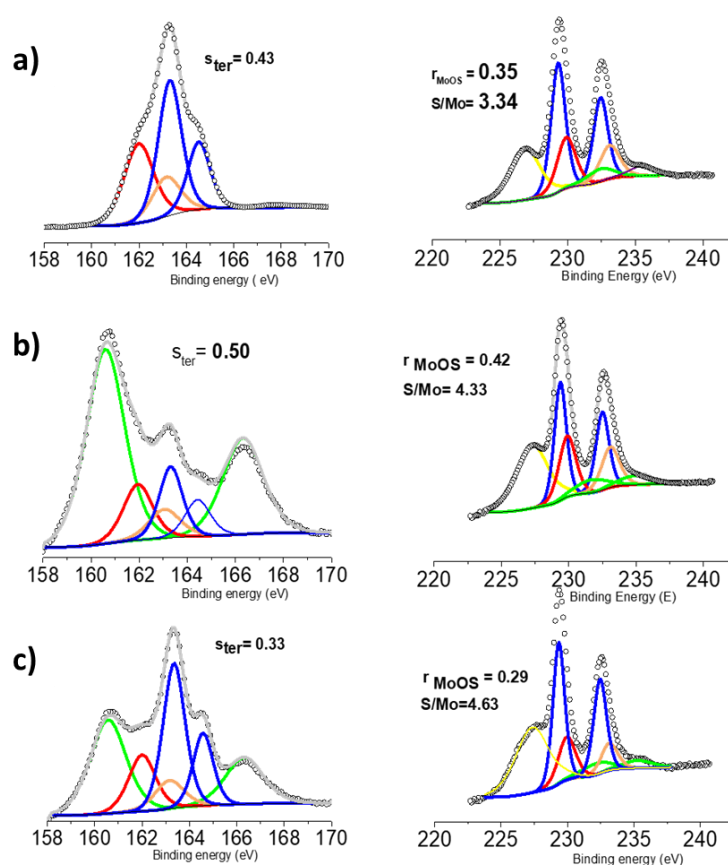 a)
s_ter = 0.43
158 160 162 164 166 168 170
Binding energy ( eV)
r_MoOS = 0.35
S/Mo= 3.34
220 225 230 235 240
Binding Energy (eV)
b)
s_ter = 0.50
158 160 162 164 166 168 170
Binding energy (eV)
r MoOS = 0.42
S/Mo= 4.33
220 225 230 235 240
Binding Energy (E)
c)
s_ter = 0.33
158 160 162 164 166 168 170
Binding energy (eV)
r MoOS = 0.29
S/Mo=4.63
220 225 230 235 240
Binding energy (eV)